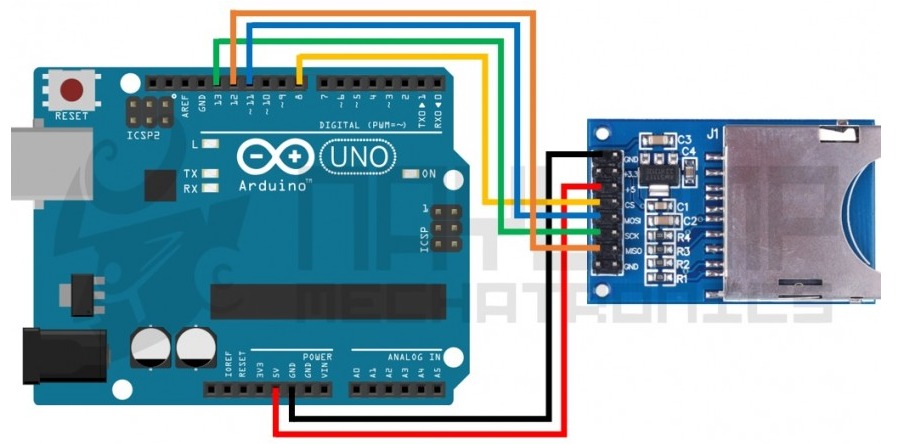 RESET
ICSP2
AREF
GND
13
12
~11
~10
~9
8
7
~6
~5
4
~3
2
TX0 ▶ 1
RX0 ◀ 0
DIGITAL (PWM=~)
L
TX
RX
Arduino™
UNO
ON
1
ICSP
IOREF
RESET
3V3
5V
GND
GND
VIN
POWER
ANALOG IN
A0
A1
A2
A3
A4
A5
J1
C3
C4
GND
+3.3
+5
CS
MOSI
SCK
MISO
GND
C1
C2
R4
R3
R2
R1
MECHATRONICS